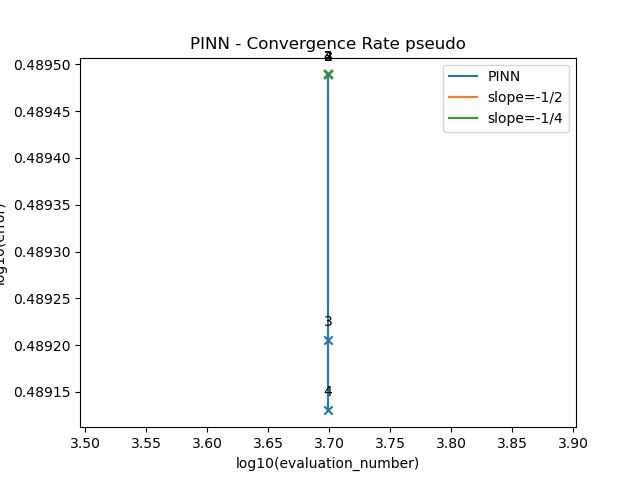 PINN - Convergence Rate pseudo
0.48950
0.48945
0.48940
0.48935
0.48930
0.48925
0.48920
0.48915
PINN
slope=-1/2
slope=-1/4
3
4
3.50 3.55 3.60 3.65 3.70 3.75 3.80 3.85 3.90
log10(evaluation_number)